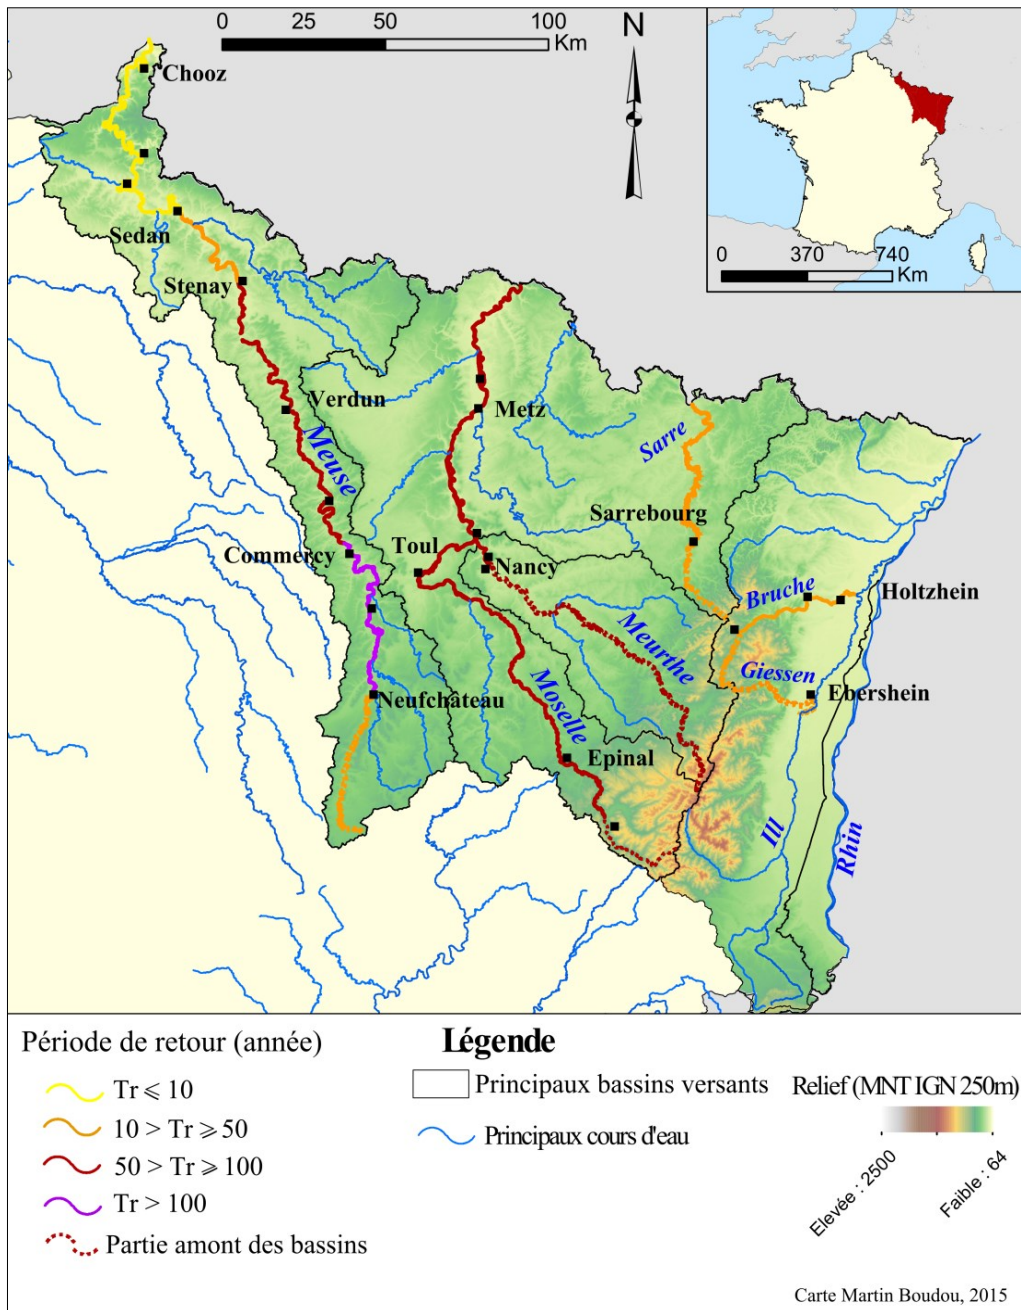 0 25 50 100
Km
N
Chooz
0 370 740
Km
Sedan
Stenay
Verdun
Metz
Meuse
Sarre
Sarrebourg
Commercy
Toul
Nancy
Bruche
Holtzhein
Meurthe
Giessen
Ebershein
Neufchâteau
Moselle
Epinal
Ill
Rhin
Période de retour (année)
Tr ⩽ 10
10 > Tr ⩾ 50
50 > Tr ⩾ 100
Tr > 100
Partie amont des bassins
Légende
Principaux bassins versants
Principaux cours d'eau
Relief (MNT IGN 250m)
Elevée : 2500
Faible : 64
Carte Martin Boudou, 2015